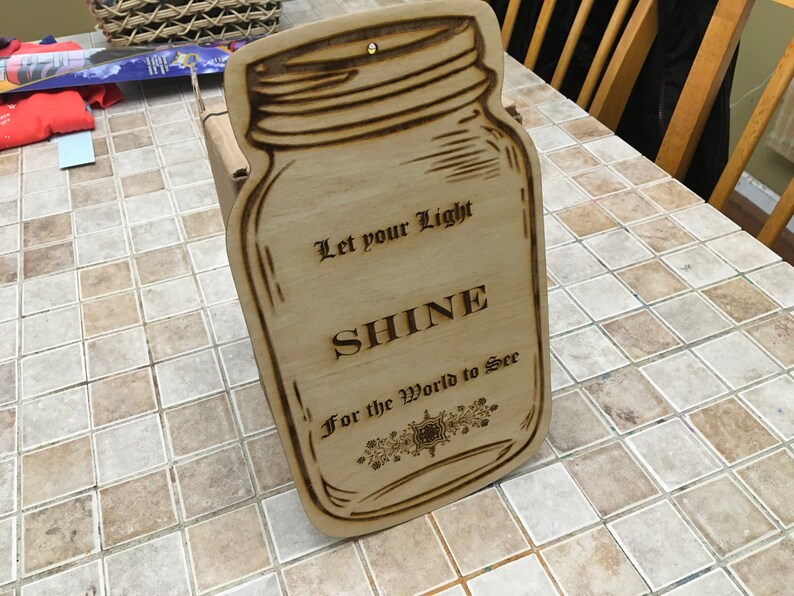 Let your Light
SHINE
For the World to See